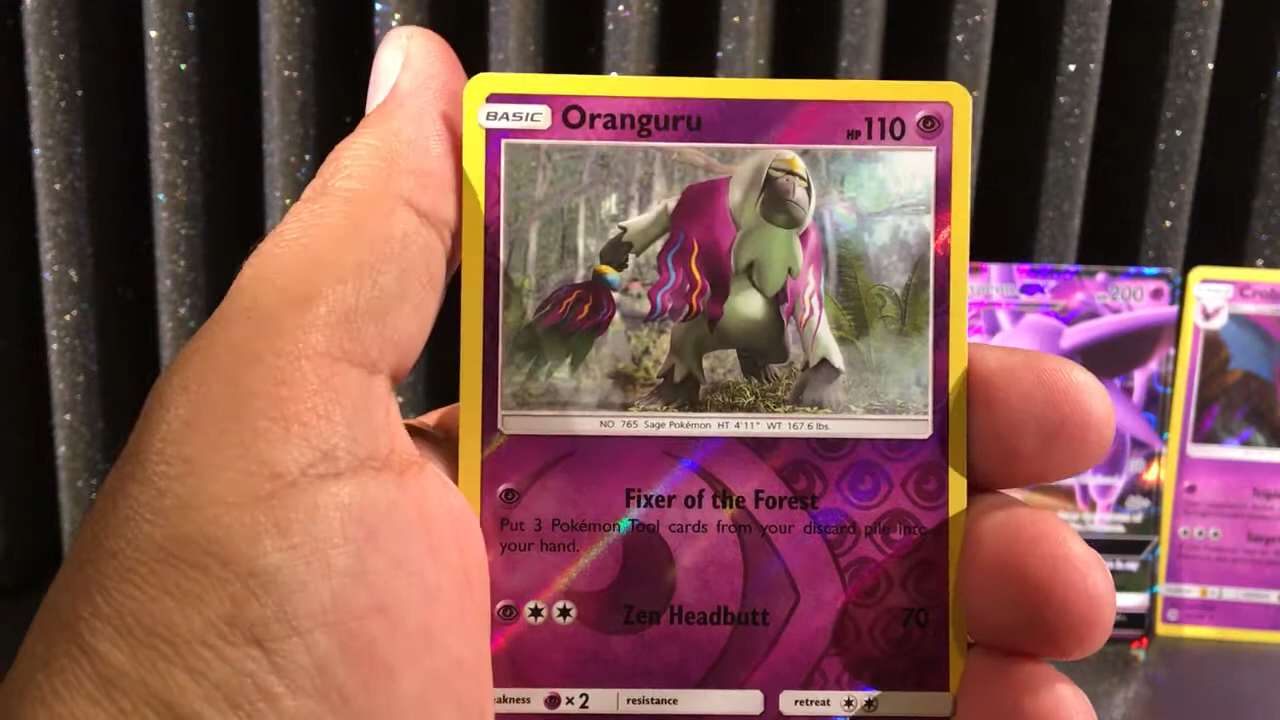 BASIC Oranguru HP 110
NO. 765 Sage Pokémon HT 4'11" WT 167.6 lbs.
Fixer of the Forest
Put 3 Pokémon Tool cards from your discard pile into
your hand.
Zen Headbutt 70
eakness ×2 resistance retreat
200